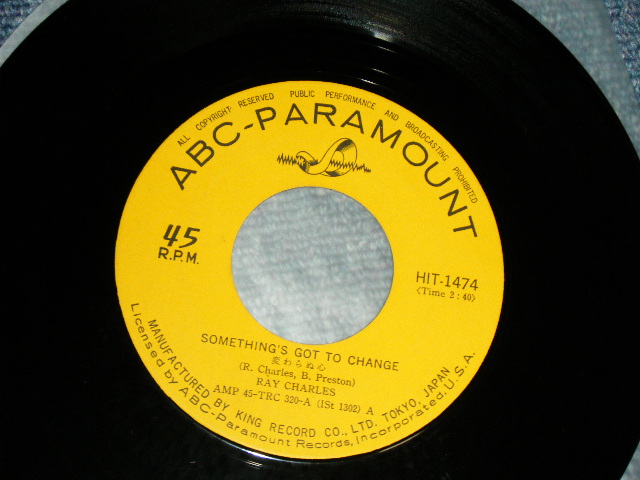 ALL COPYRIGHT RESERVED PUBLIC PERFORMANCE AND BROADCASTING PROHIBITED
ABC-PARAMOUNT
45
R.P.M.
HIT-1474
(Time 2:40)
SOMETHING'S GOT TO CHANGE
変わらぬ心
(R. Charles, B. Preston)
RAY CHARLES
AMP 45-TRC 320-A (ISt 1302) A
MANUFACTURED BY KING RECORD CO., LTD. TOKYO, JAPAN
Licensed by ABC-Paramount Records, Incorporated, U.S.A.